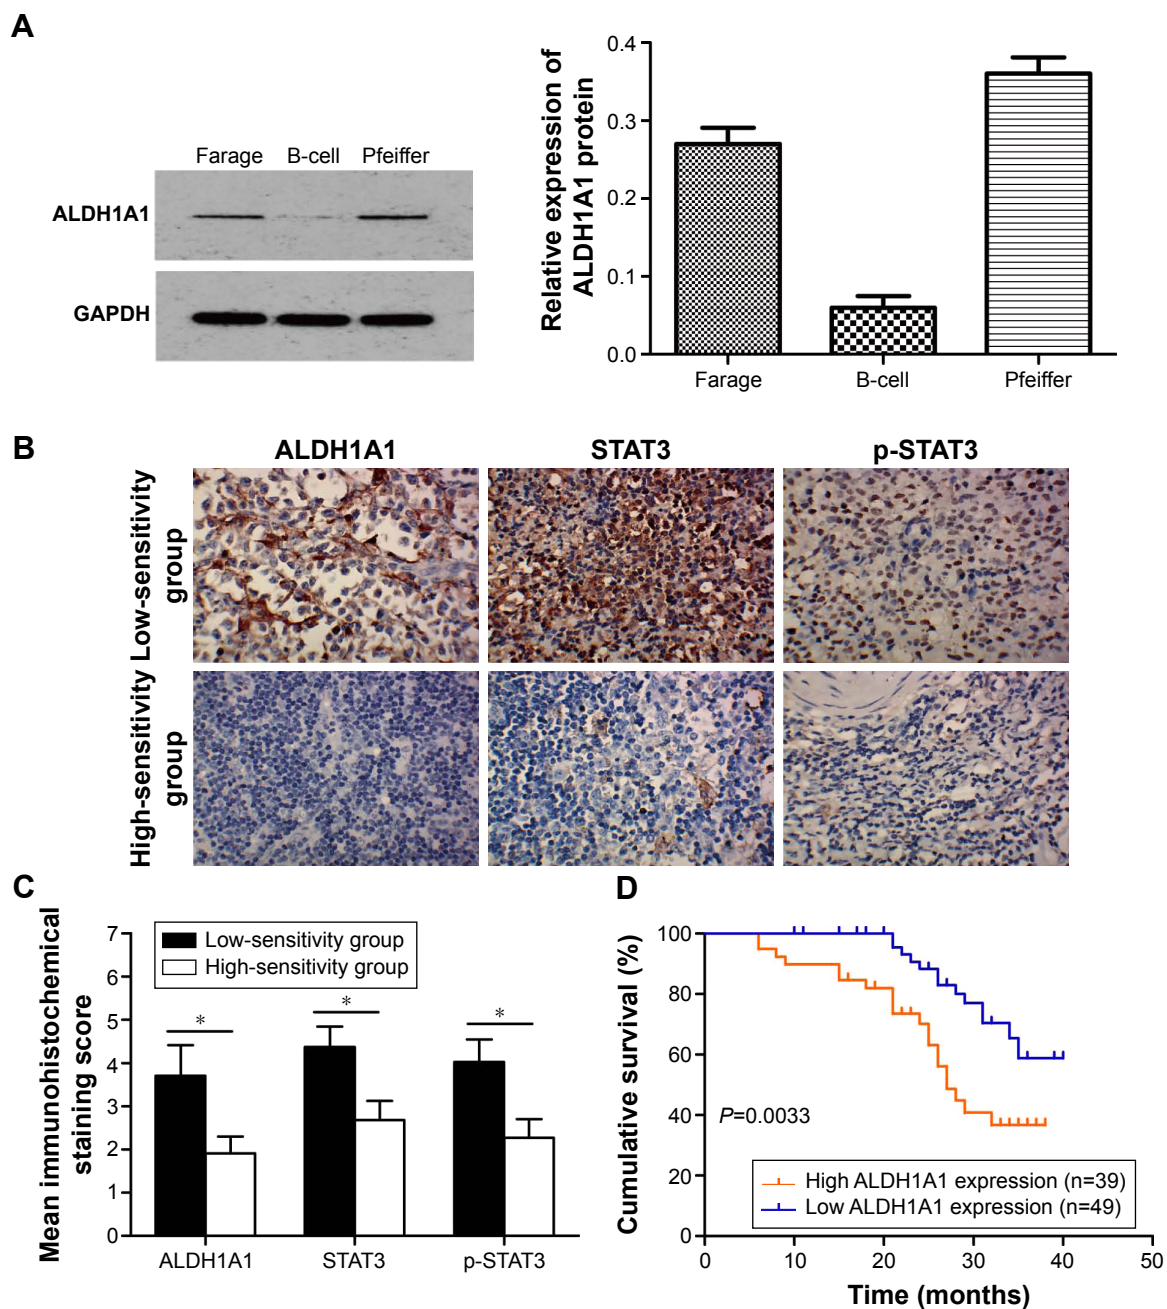 A
Farage B-cell Pfeiffer
ALDH1A1
GAPDH
Relative expression of
ALDH1A1 protein
0.4
0.3
0.2
0.1
0.0
Farage B-cell Pfeiffer
B
ALDH1A1 STAT3 p-STAT3
Low-sensitivity
group
High-sensitivity
group
C
Mean immunohistochemical
staining score
7
6
5
4
3
2
1
0
Low-sensitivity group
High-sensitivity group
* * *
ALDH1A1 STAT3 p-STAT3
D
Cumulative survival (%)
100
80
60
40
20
0
P=0.0033
High ALDH1A1 expression (n=39)
Low ALDH1A1 expression (n=49)
0 10 20 30 40 50
Time (months)